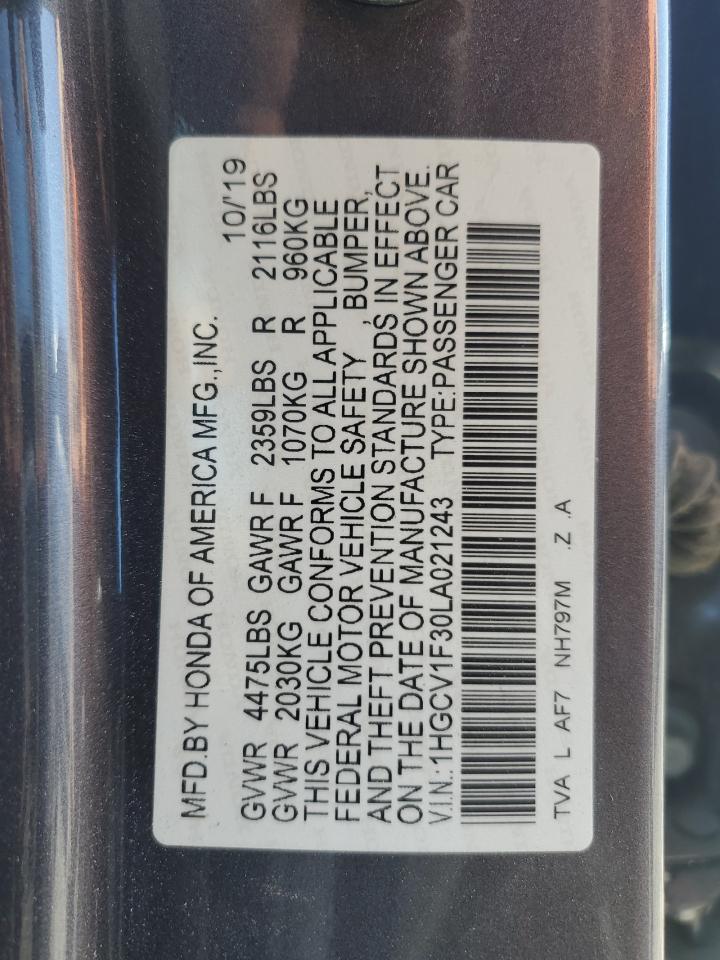 MFD.BY HONDA OF AMERICA MFG.,INC. 10/'19
GVWR 4475LBS GAWR F 2359LBS R 2116LBS
GVWR 2030KG GAWR F 1070KG R 960KG
THIS VEHICLE CONFORMS TO ALL APPLICABLE
FEDERAL MOTOR VEHICLE SAFETY , BUMPER,
AND THEFT PREVENTION STANDARDS IN EFFECT
ON THE DATE OF MANUFACTURE SHOWN ABOVE.
V.I.N.:1HGCV1F30LA021243 TYPE:PASSENGER CAR
TVA L AF7 NH797M .Z .A